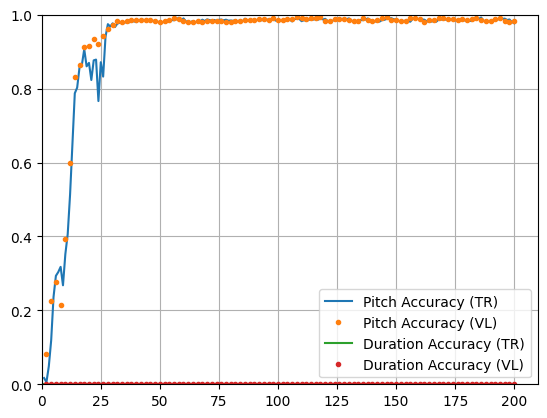 1.0
0.8
0.6
0.4
0.2
0.0
0 25 50 75 100 125 150 175 200
Pitch Accuracy (TR)
Pitch Accuracy (VL)
Duration Accuracy (TR)
Duration Accuracy (VL)